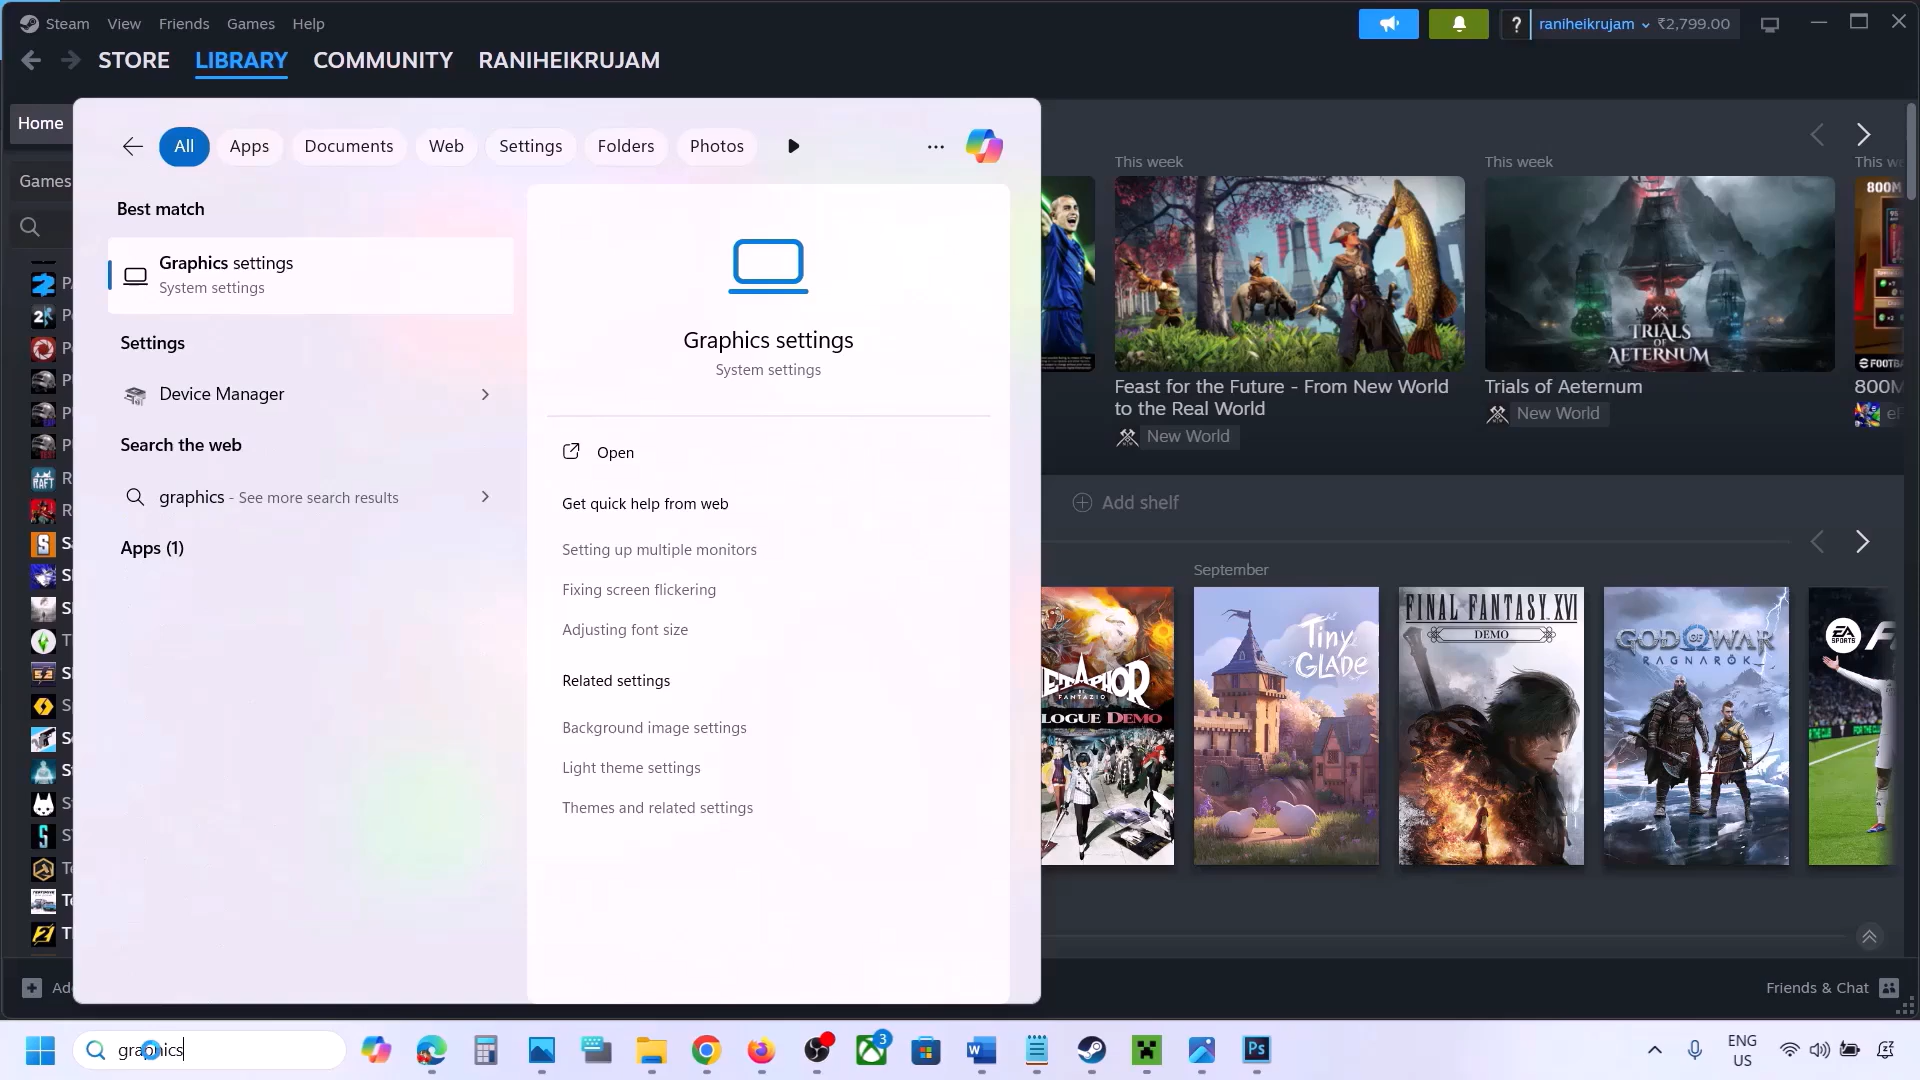 Steam View Friends Games Help
? raniheikrujam ₹2,799.00
STORE LIBRARY COMMUNITY RANIHEIKRUJAM
Home
Games
All Apps Documents Web Settings Folders Photos
Best match
Graphics settings
System settings
Settings
Device Manager
Search the web
graphics - See more search results
Apps (1)
Graphics settings
System settings
Open
Get quick help from web
Setting up multiple monitors
Fixing screen flickering
Adjusting font size
Related settings
Background image settings
Light theme settings
Themes and related settings
This week
This week
TRIALS
OF
AETERNUM
Feast for the Future - From New World
to the Real World
New World
Trials of Aeternum
New World
800M
Add shelf
September
Tiny
GLADE
FINAL FANTASY XVI
DEMO
GOD OF WAR
RAGNARÖK
EA
SPORTS
Friends & Chat
graphics
3
ENG
US